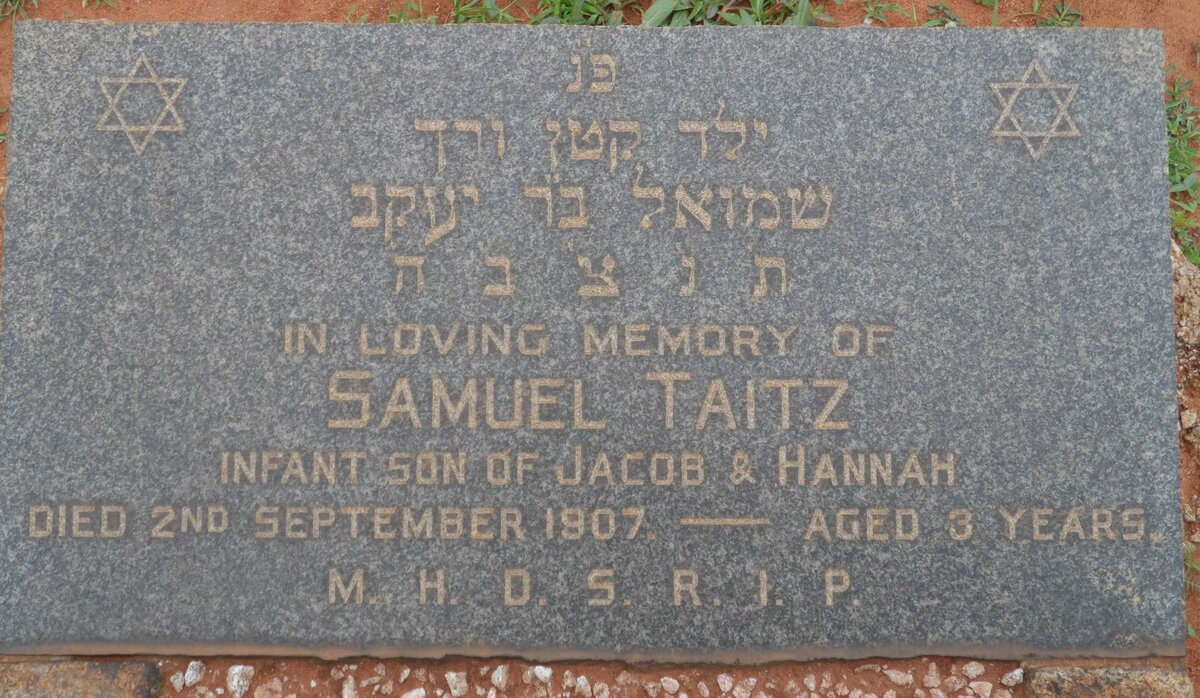 כ״נ
ילד קטן ורך
שמואל בר יעקב
ת נ צ ב ה
IN LOVING MEMORY OF
SAMUEL TAITZ
INFANT SON OF JACOB & HANNAH
DIED 2ND SEPTEMBER 1907. — AGED 3 YEARS.
M. H. D. S. R. I. P.